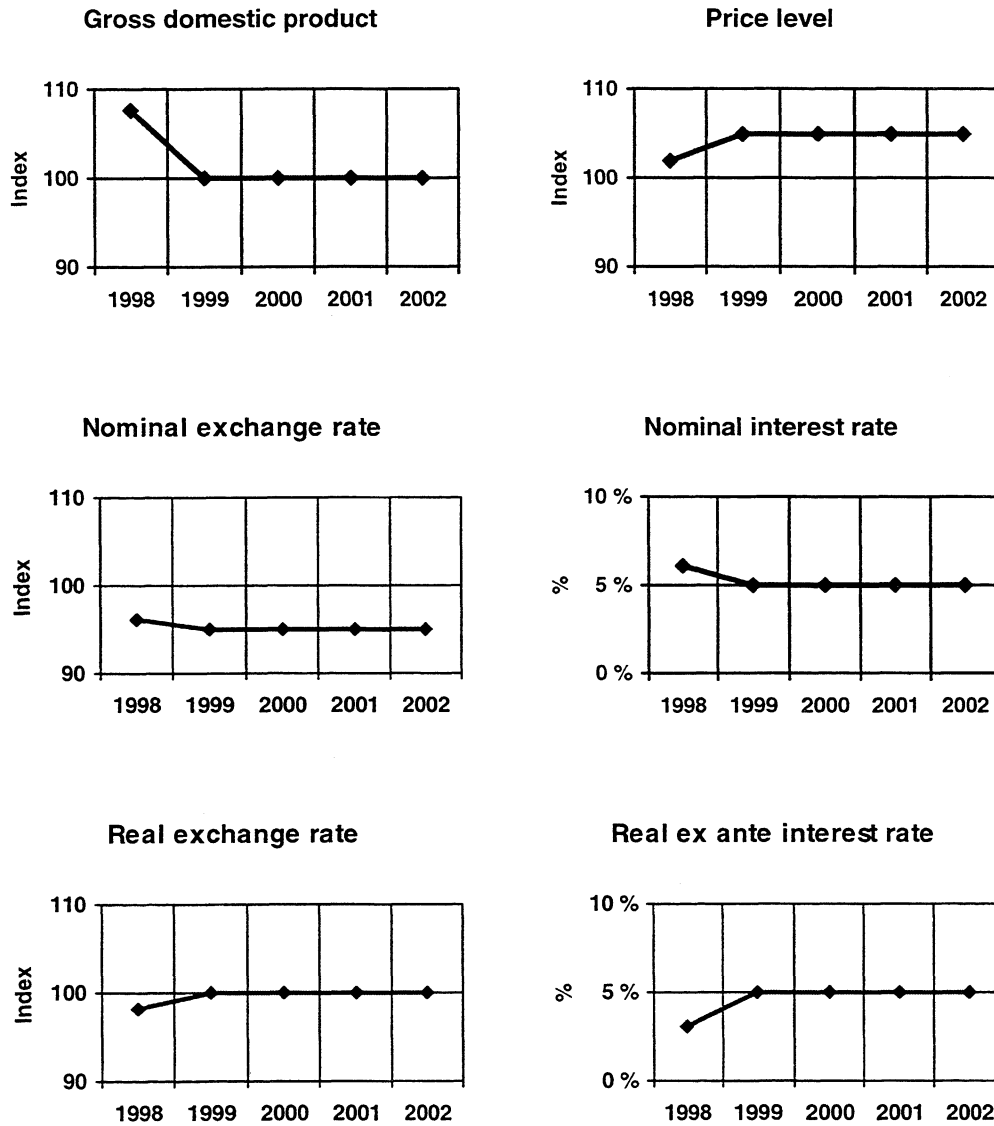 Gross domestic product
110
100
90
Index
1998 1999 2000 2001 2002
Price level
110
100
90
Index
1998 1999 2000 2001 2002
Nominal exchange rate
110
100
90
Index
1998 1999 2000 2001 2002
Nominal interest rate
10 %
5 %
0 %
%
1998 1999 2000 2001 2002
Real exchange rate
110
100
90
Index
1998 1999 2000 2001 2002
Real ex ante interest rate
10 %
5 %
0 %
%
1998 1999 2000 2001 2002